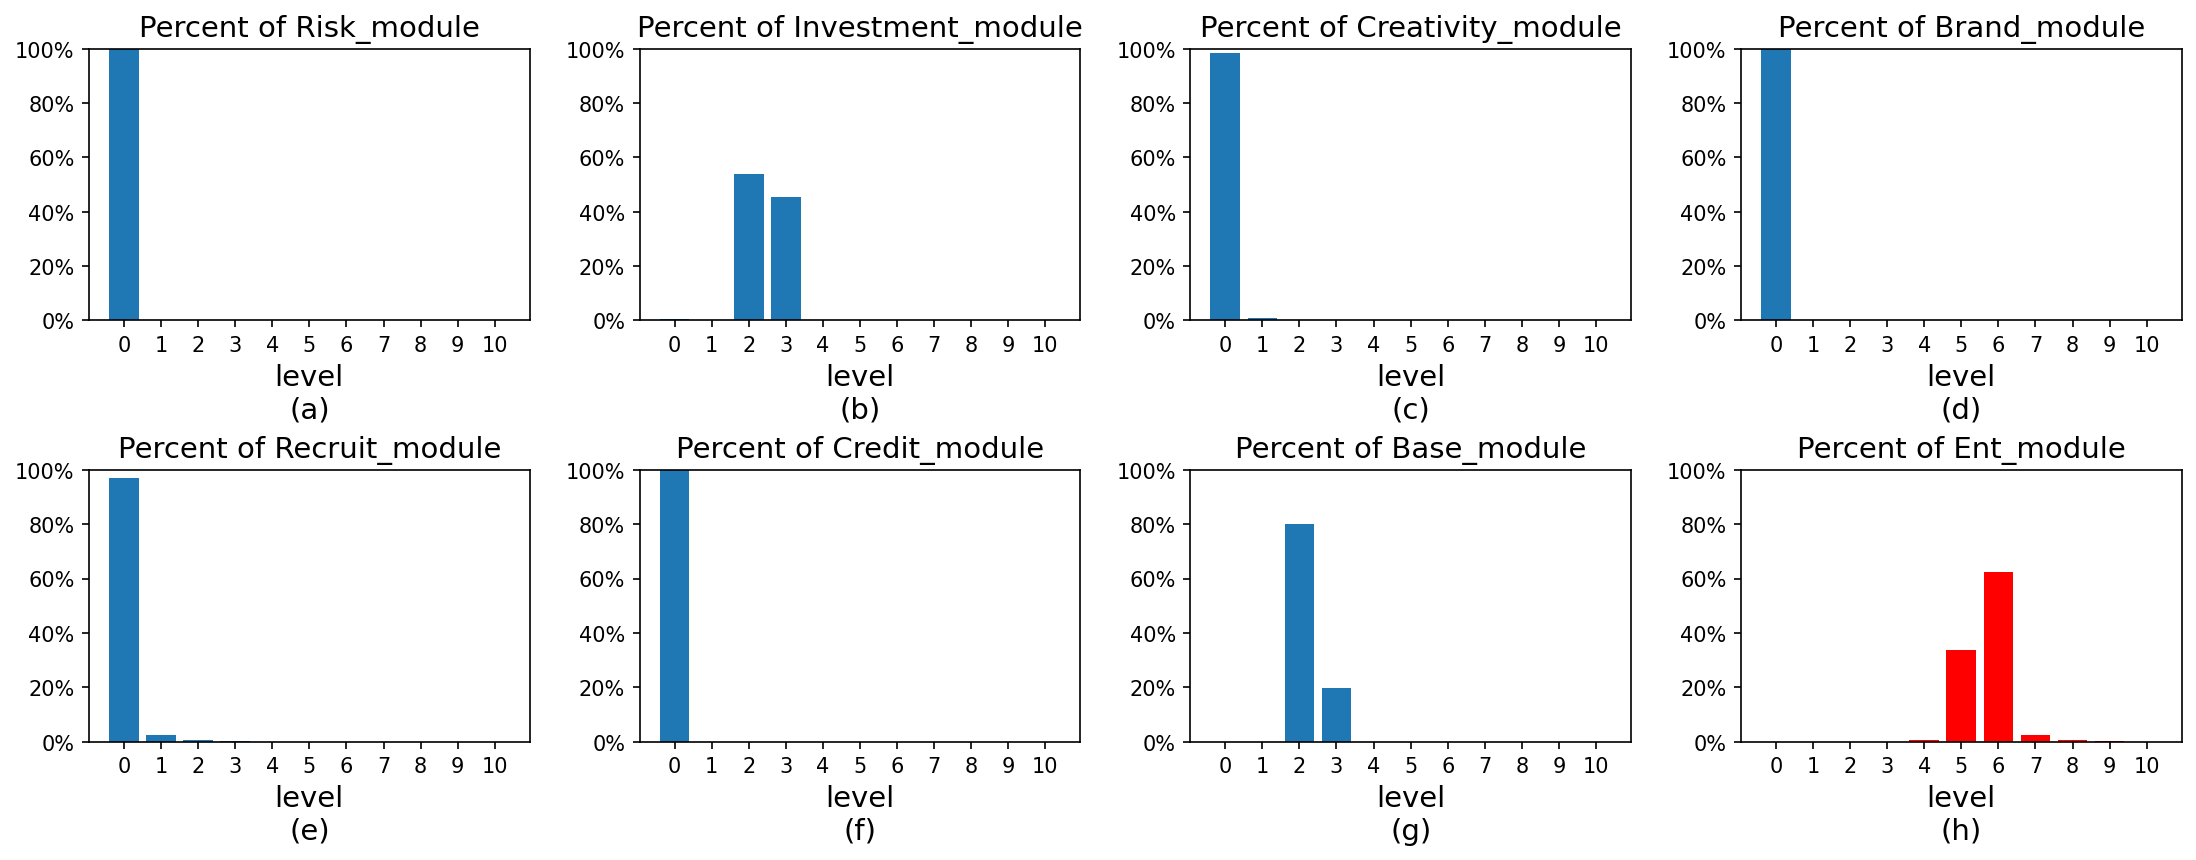 Percent of Risk_module
100%
80%
60%
40%
20%
0%
0 1 2 3 4 5 6 7 8 9 10
level
(a)
Percent of Investment_module
100%
80%
60%
40%
20%
0%
0 1 2 3 4 5 6 7 8 9 10
level
(b)
Percent of Creativity_module
100%
80%
60%
40%
20%
0%
0 1 2 3 4 5 6 7 8 9 10
level
(c)
Percent of Brand_module
100%
80%
60%
40%
20%
0%
0 1 2 3 4 5 6 7 8 9 10
level
(d)
Percent of Recruit_module
100%
80%
60%
40%
20%
0%
0 1 2 3 4 5 6 7 8 9 10
level
(e)
Percent of Credit_module
100%
80%
60%
40%
20%
0%
0 1 2 3 4 5 6 7 8 9 10
level
(f)
Percent of Base_module
100%
80%
60%
40%
20%
0%
0 1 2 3 4 5 6 7 8 9 10
level
(g)
Percent of Ent_module
100%
80%
60%
40%
20%
0%
0 1 2 3 4 5 6 7 8 9 10
level
(h)